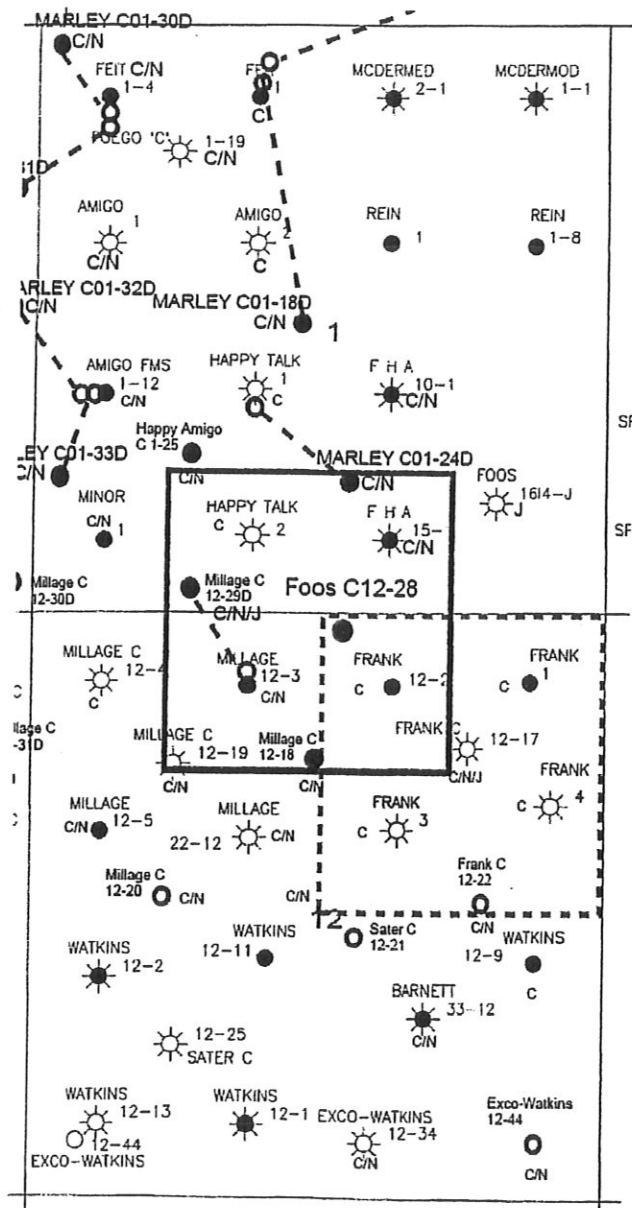 MARLEY C01-30D
C/N
FEIT C/N
1-4
1
C
MCDERMED
2-1
MCDERMOD
1-1
1-19
C/N
AMIGO 1
C/N
AMIGO 2
C
REIN
1
REIN
1-8
C01-32D
C/N
MARLEY C01-18D
C/N
1
AMIGO FMS
1-12
C/N
HAPPY TALK
1
C
F H A
10-1
C/N
C01-33D
C/N
Happy Amigo
C 1-25
C/N
MARLEY C01-24D
C/N
FOOS
16I4-J
J
MINOR
C/N
1
HAPPY TALK
C
2
F H A
15-
C/N
Millage C
12-30D
Millage C
12-29D
C/N/J
Foos C12-28
MILLAGE C
12-4
C
MILLAGE
12-3
C/N
FRANK
C
12-2
FRANK
C
1
C
-31D
MILLAGE C
12-19
C/N
Millage C
12-18
C/N
FRANK C
12-17
C/N/J
C
MILLAGE
C/N
12-5
MILLAGE
22-12
C/N
FRANK
C
3
FRANK
C
4
Millage C
12-20
C/N
C/N
12
Sater C
12-21
Frank C
12-22
C/N
WATKINS
12-2
WATKINS
12-11
WATKINS
12-9
C
BARNETT
33-12
C/N
12-25
SATER C
WATKINS
12-13
12-44
EXCO-WATKINS
WATKINS
12-1
EXCO-WATKINS
12-34
C/N
Exco-Watkins
12-44
C/N